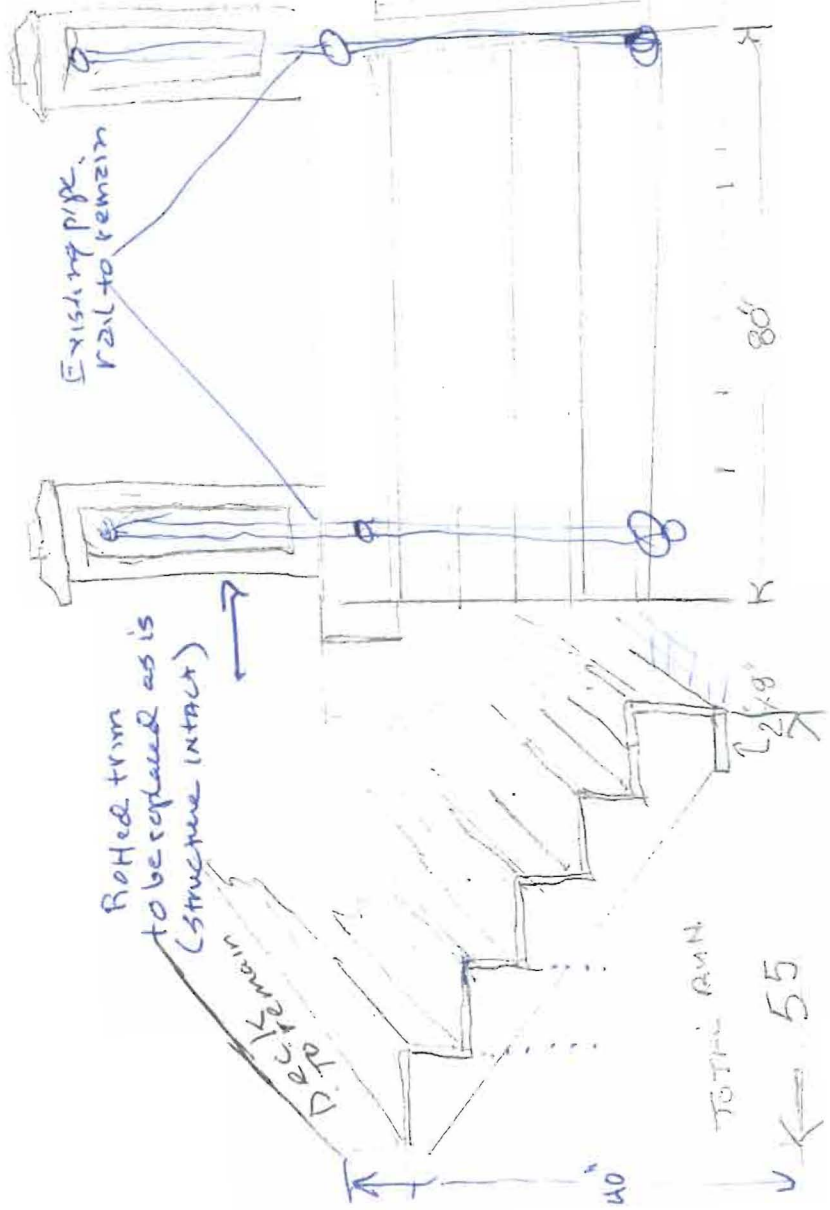 Existing pipe
rail to remain
Rotted trim
to be replaced as is
(structure INTACT)
Deck
To remain
80"
2x8"
40"
TOTAL RUN
55